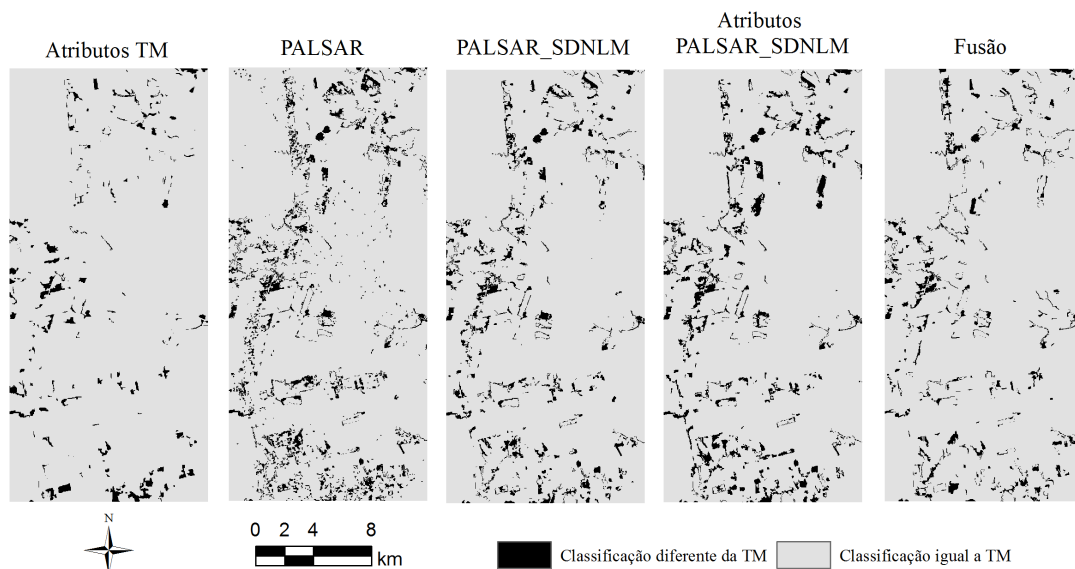 Atributos TM
PALSAR
PALSAR_SDNLM
Atributos
PALSAR_SDNLM
Fusão
N
0 2 4 8
km
Classificação diferente da TM
Classificação igual a TM